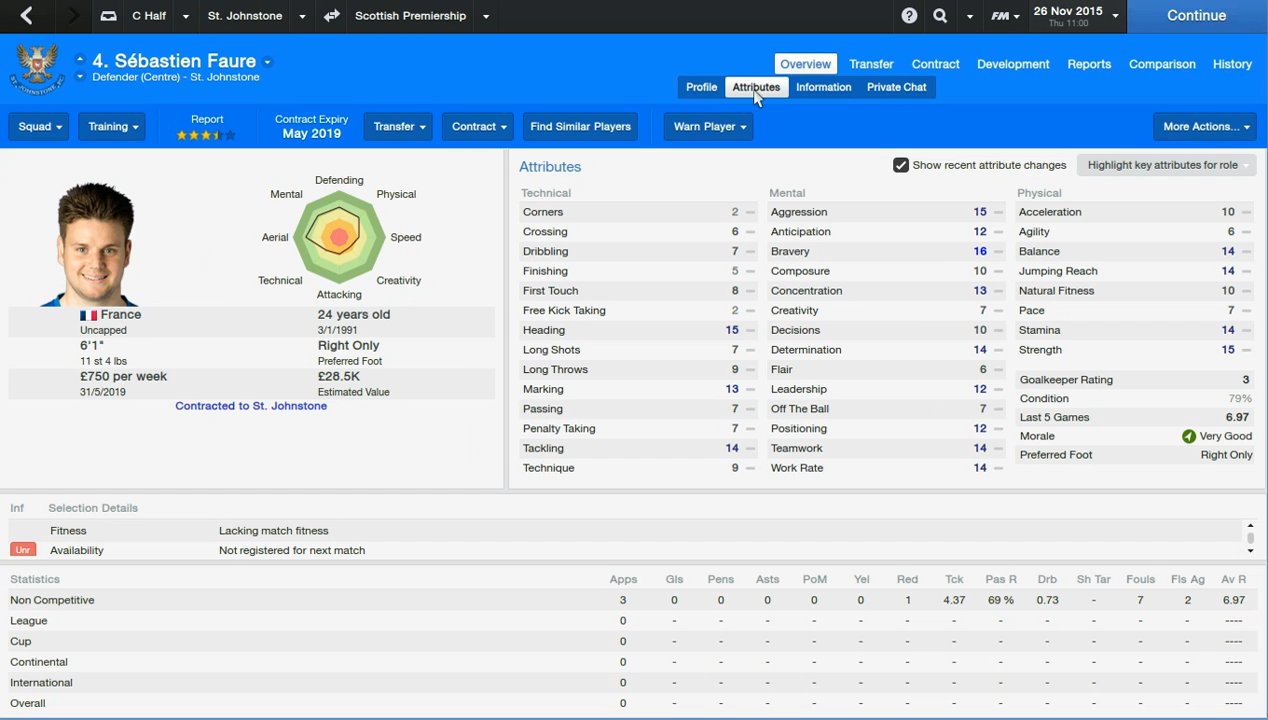 C Half St. Johnstone Scottish Premiership ? FM 26 Nov 2015 Continue
Thu 11:00
4. Sébastien Faure
Defender (Centre) - St. Johnstone
Overview Transfer Contract Development Reports Comparison History
Profile Attributes Information Private Chat
Squad Training Report Contract Expiry May 2019 Transfer Contract Find Similar Players Warn Player More Actions...
Mental Defending Physical
Aerial Speed
Technical Attacking Creativity
France 24 years old
Uncapped 3/1/1991
6'1" Right Only
11 st 4 lbs Preferred Foot
£750 per week £28.5K
31/5/2019 Estimated Value
Contracted to St. Johnstone
Attributes Show recent attribute changes Highlight key attributes for role
Technical Mental Physical
Corners 2 Aggression 15 Acceleration 10
Crossing 6 Anticipation 12 Agility 6
Dribbling 7 Bravery 16 Balance 14
Finishing 5 Composure 10 Jumping Reach 14
First Touch 8 Concentration 13 Natural Fitness 10
Free Kick Taking 2 Creativity 7 Pace 7
Heading 15 Decisions 10 Stamina 14
Long Shots 7 Determination 14 Strength 15
Long Throws 9 Flair 6
Marking 13 Leadership 12 Goalkeeper Rating 3
Passing 7 Off The Ball 7 Condition 79%
Penalty Taking 7 Positioning 12 Last 5 Games 6.97
Tackling 14 Teamwork 14 Morale Very Good
Technique 9 Work Rate 14 Preferred Foot Right Only
Inf Selection Details
Fitness Lacking match fitness
Unr Availability Not registered for next match
Statistics Apps Gls Pens Asts PoM Yel Red Tck Pas R Drb Sh Tar Fouls Fls Ag Av R
Non Competitive 3 0 0 0 0 0 1 4.37 69 % 0.73 - 7 2 6.97
League 0 - - - - - - - - - - - - ----
Cup 0 - - - - - - - - - - - - ----
Continental 0 - - - - - - - - - - - - ----
International 0 - - - - - - - - - - - - ----
Overall 0 - - - - - - - - - - - - ----